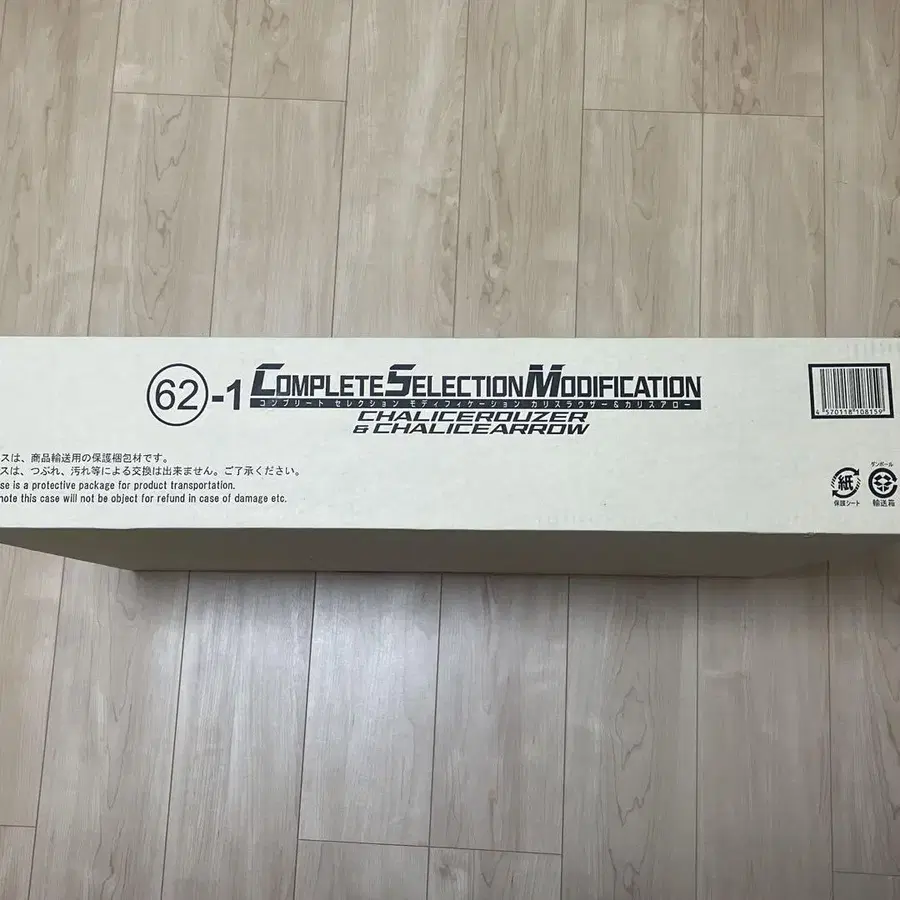 62-1 COMPLETE SELECTION MODIFICATION
コンプリート セレクション モディフィケーション カリスラウザー&カリスアロー
CHALICEROUZER
& CHALICEARROW
4 570118 108159
スは、商品輸送用の保護梱包材です。
スは、つぶれ、汚れ等による交換は出来ません。ご了承ください。
se is a protective package for product transportation.
note this case will not be object for refund in case of damage etc.
紙
保護シート
ダンボール
輸送箱